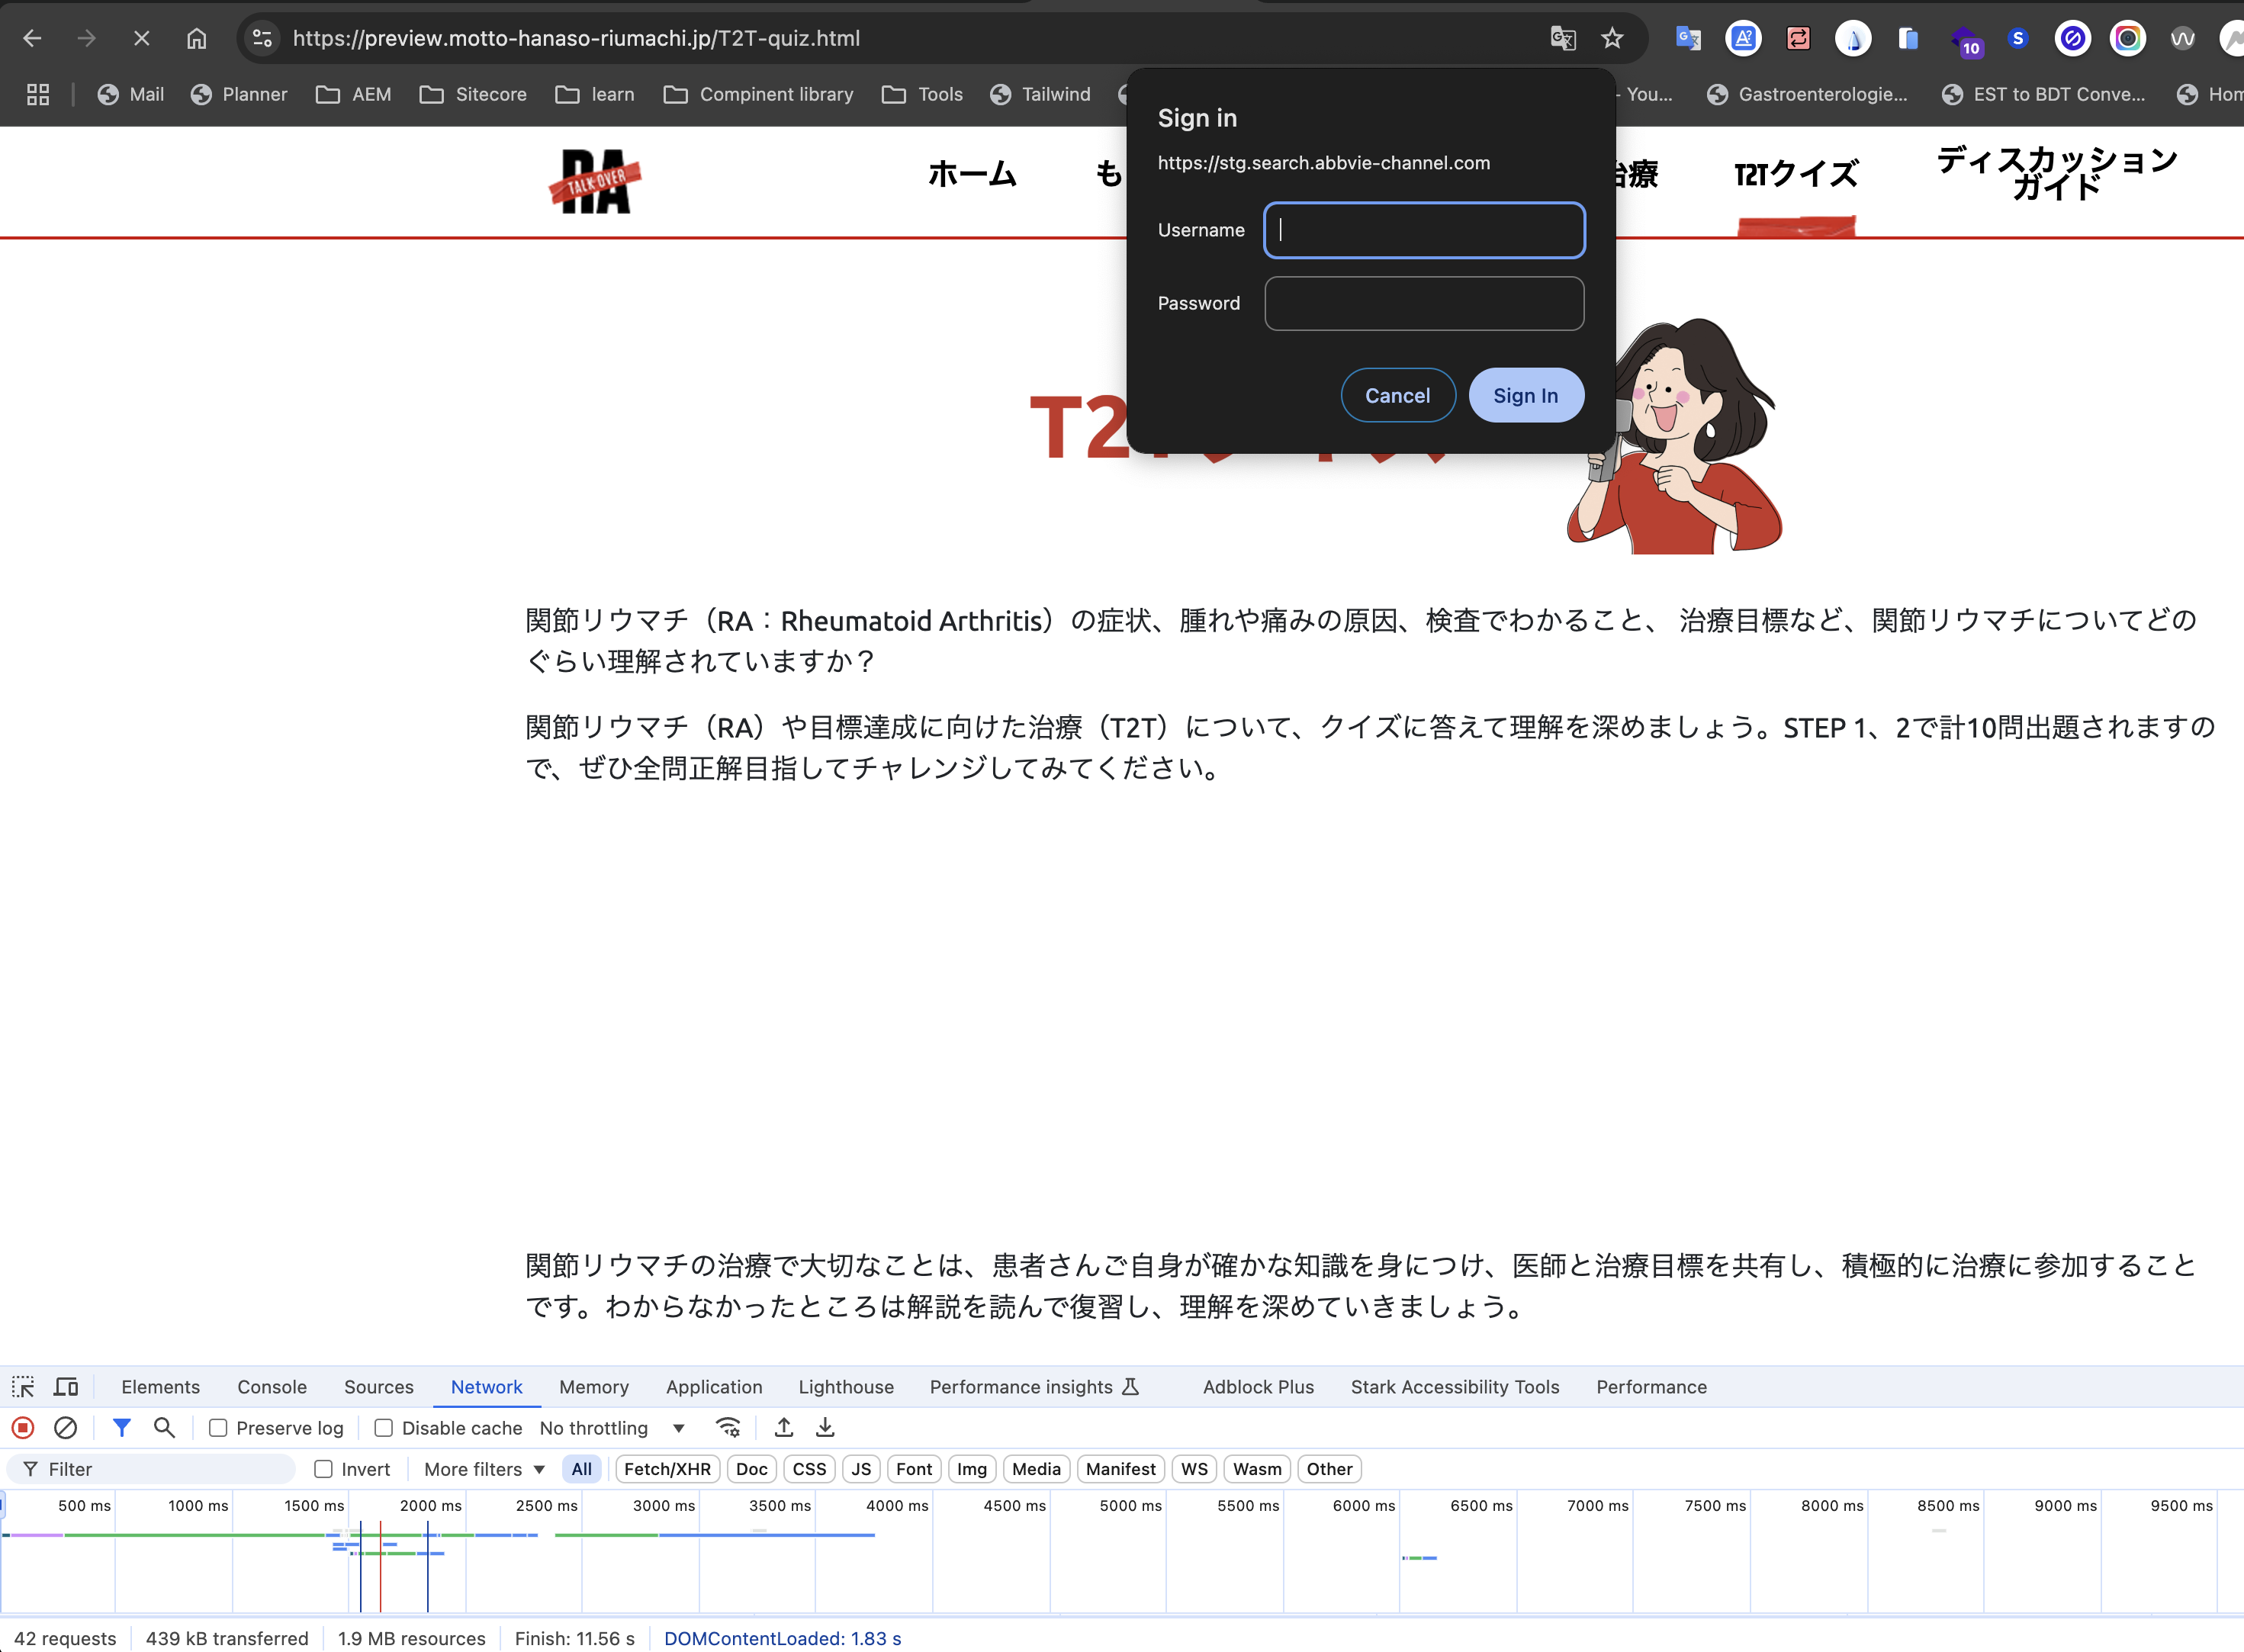 https://preview.motto-hanaso-riumachi.jp/T2T-quiz.html
10
Mail
Planner
AEM
Sitecore
learn
Compinent library
Tools
Tailwind
- You...
Gastroenterologie...
EST to BDT Conve...
Hom
RA
TALK OVER
ホーム
も
治療
T2Tクイズ
ディスカッション
ガイド
Sign in
https://stg.search.abbvie-channel.com
Username
Password
Cancel
Sign In
T2
関節リウマチ（RA：Rheumatoid Arthritis）の症状、腫れや痛みの原因、検査でわかること、 治療目標など、関節リウマチについてどの
ぐらい理解されていますか？
関節リウマチ（RA）や目標達成に向けた治療（T2T）について、クイズに答えて理解を深めましょう。STEP 1、2で計10問出題されますの
で、ぜひ全問正解目指してチャレンジしてみてください。
関節リウマチの治療で大切なことは、患者さんご自身が確かな知識を身につけ、医師と治療目標を共有し、積極的に治療に参加すること
です。わからなかったところは解説を読んで復習し、理解を深めていきましょう。
Elements
Console
Sources
Network
Memory
Application
Lighthouse
Performance insights
Adblock Plus
Stark Accessibility Tools
Performance
Preserve log
Disable cache
No throttling
Filter
Invert
More filters
All
Fetch/XHR
Doc
CSS
JS
Font
Img
Media
Manifest
WS
Wasm
Other
500 ms
1000 ms
1500 ms
2000 ms
2500 ms
3000 ms
3500 ms
4000 ms
4500 ms
5000 ms
5500 ms
6000 ms
6500 ms
7000 ms
7500 ms
8000 ms
8500 ms
9000 ms
9500 ms
42 requests
439 kB transferred
1.9 MB resources
Finish: 11.56 s
DOMContentLoaded: 1.83 s